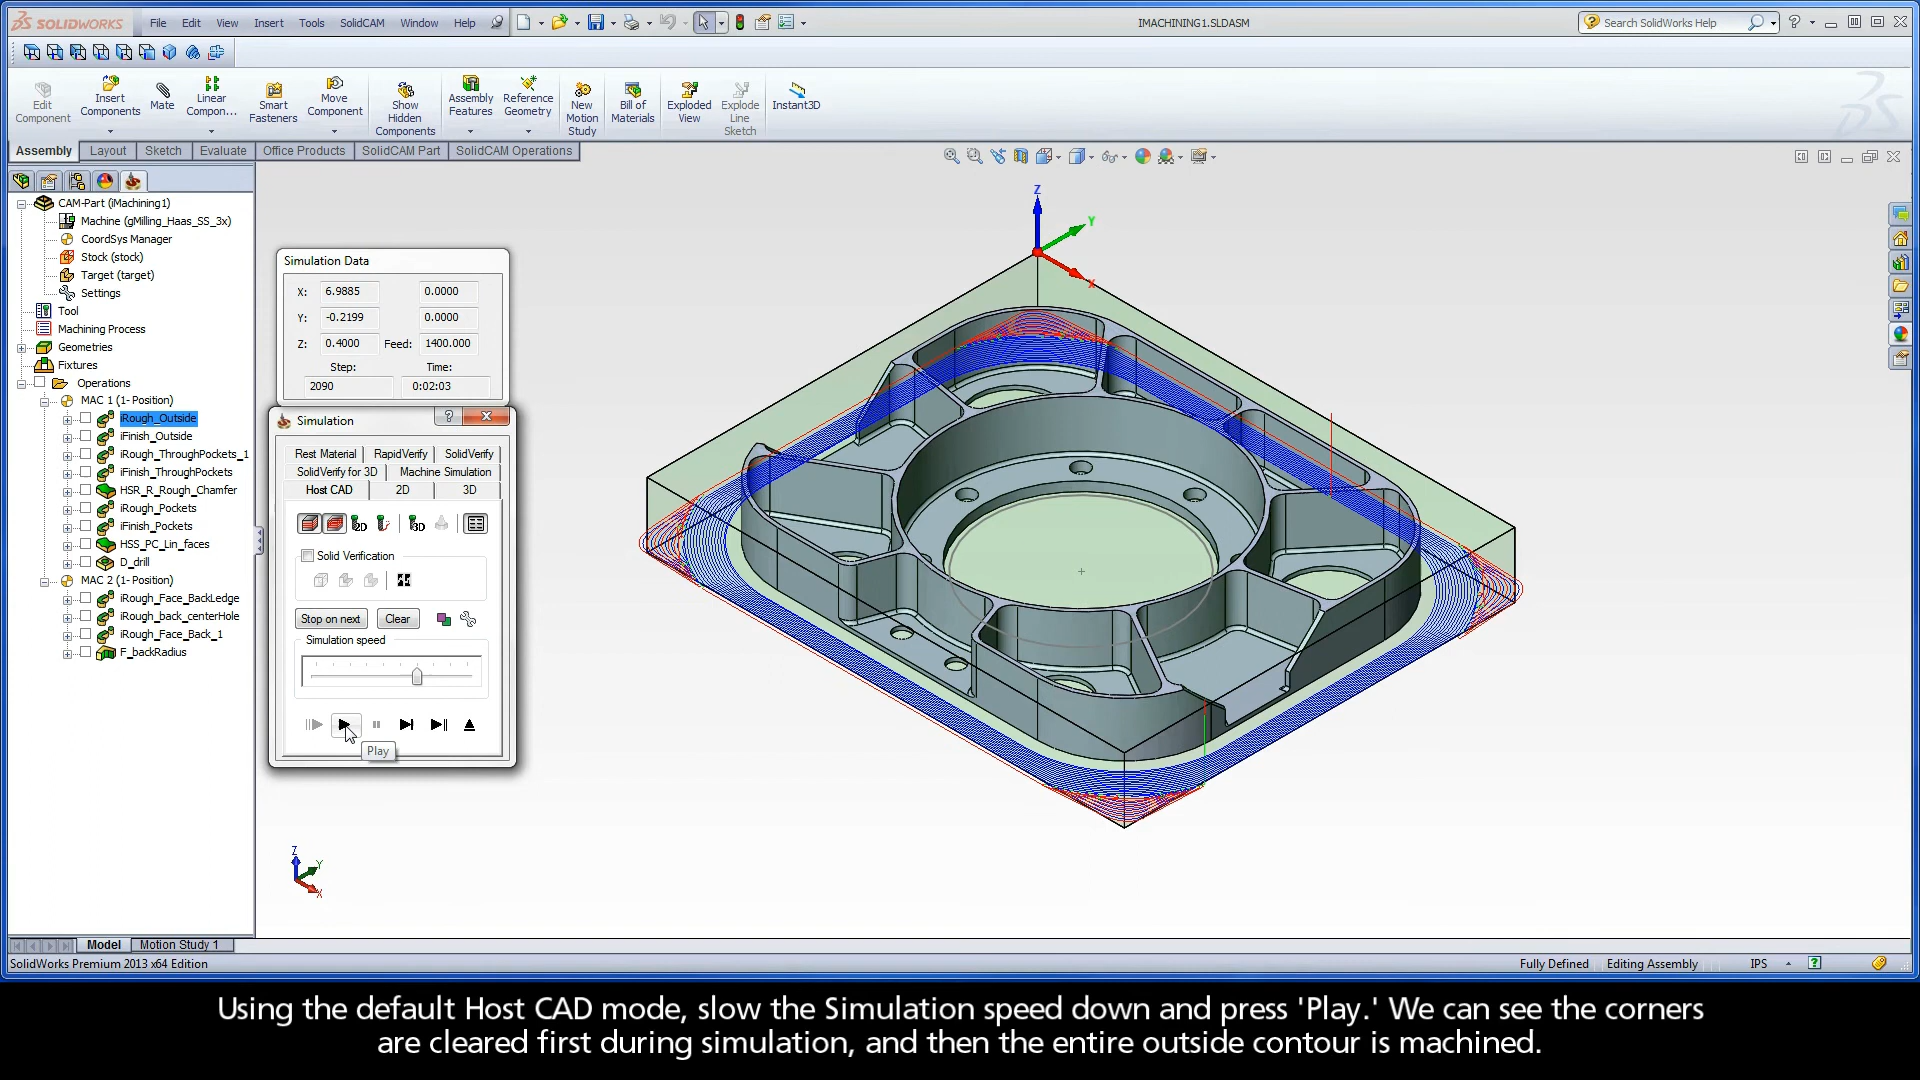 SOLIDWORKS File Edit View Insert Tools SolidCAM Window Help IMACHINING1.SLDASM Search SolidWorks Help
Edit Component
Insert Components
Mate
Linear Compon...
Smart Fasteners
Move Component
Show Hidden Components
Assembly Features
Reference Geometry
New Motion Study
Bill of Materials
Exploded View
Explode Line Sketch
Instant3D
Assembly Layout Sketch Evaluate Office Products SolidCAM Part SolidCAM Operations
CAM-Part (iMachining1)
Machine (gMilling_Haas_SS_3x)
CoordSys Manager
Stock (stock)
Target (target)
Settings
Tool
Machining Process
Geometries
Fixtures
Operations
MAC 1 (1- Position)
iRough_Outside
iFinish_Outside
iRough_ThroughPockets_1
iFinish_ThroughPockets
HSR_R_Rough_Chamfer
iRough_Pockets
iFinish_Pockets
HSS_PC_Lin_faces
D_drill
MAC 2 (1- Position)
iRough_Face_BackLedge
iRough_back_centerHole
iRough_Face_Back_1
F_backRadius
Simulation Data
X: 6.9885 0.0000
Y: -0.2199 0.0000
Z: 0.4000 Feed: 1400.000
Step: Time:
2090 0:02:03
Simulation
Rest Material RapidVerify SolidVerify
SolidVerify for 3D Machine Simulation
Host CAD 2D 3D
2D 3D
Solid Verification
Stop on next Clear
Simulation speed
Play
Z
Y
X
Z
Y
X
Model Motion Study 1
SolidWorks Premium 2013 x64 Edition Fully Defined Editing Assembly IPS
Using the default Host CAD mode, slow the Simulation speed down and press 'Play.' We can see the corners
are cleared first during simulation, and then the entire outside contour is machined.